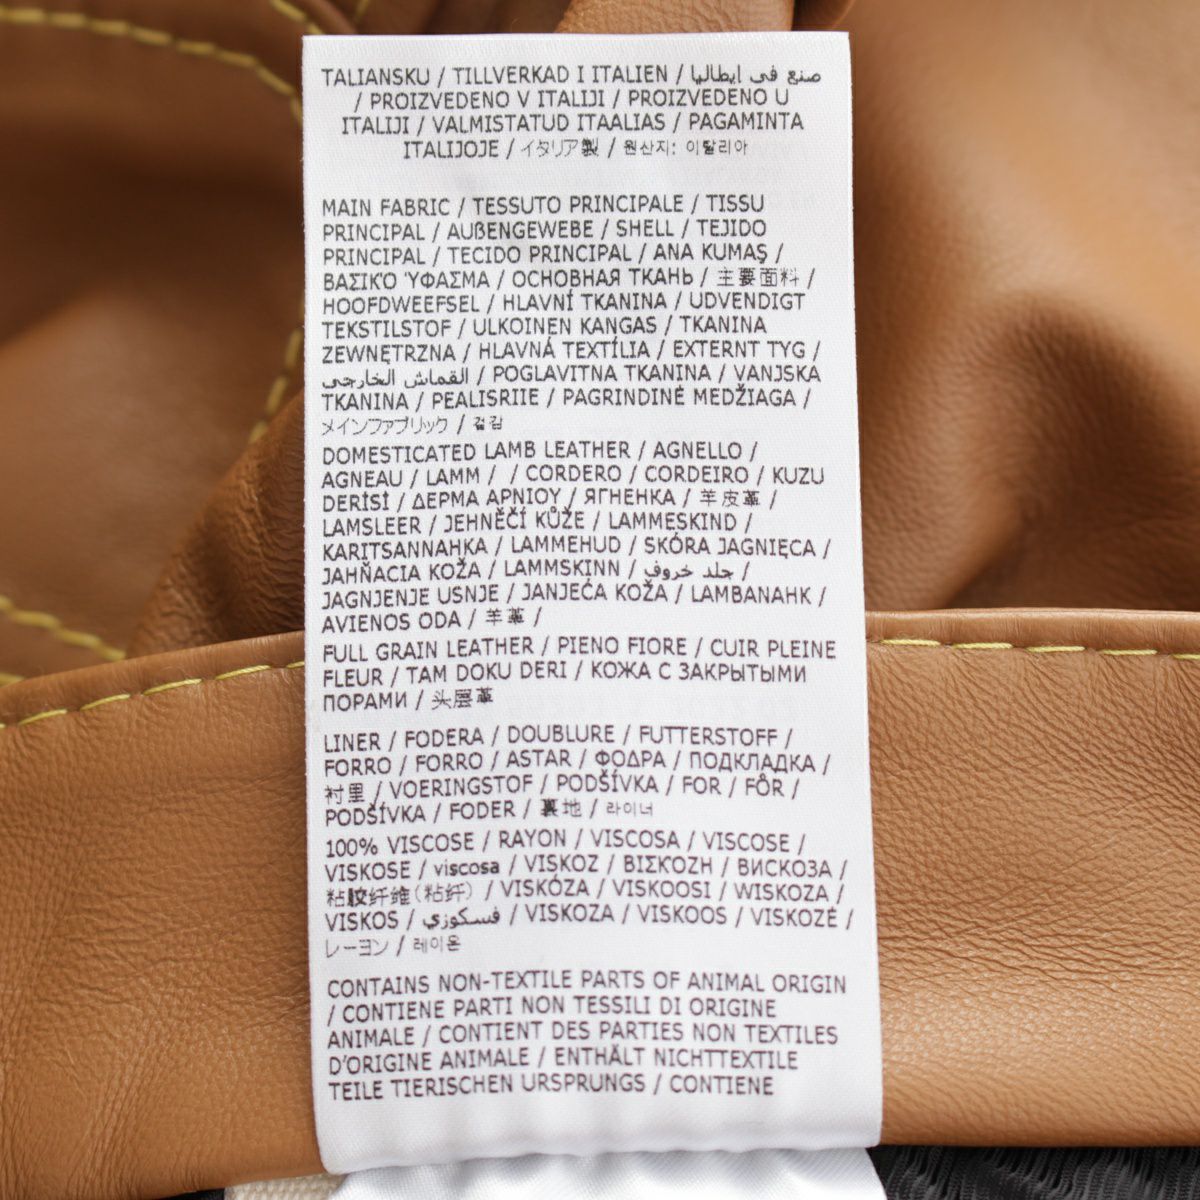 TALIANSKU / TILLVERKAD I ITALIEN / صنع في ايطاليا
/ PROIZVEDENO V ITALIJI / PROIZVEDENO U
ITALIJI / VALMISTATUD ITAALIAS / PAGAMINTA
ITALIJOJE / イタリア製 / 원산지: 이탈리아
MAIN FABRIC / TESSUTO PRINCIPALE / TISSU
PRINCIPAL / AUßENGEWEBE / SHELL / TEJIDO
PRINCIPAL / TECIDO PRINCIPAL / ANA KUMAŞ /
ΒΑΣΙΚΌ ΎΦΑΣΜΑ / ОСНОВНАЯ ТКАНЬ / 主要面料 /
HOOFDWEEFSEL / HLAVNÍ TKANINA / UDVENDIGT
TEKSTILSTOF / ULKOINEN KANGAS / TKANINA
ZEWNĘTRZNA / HLAVNÁ TEXTÍLIA / EXTERNT TYG /
القماش الخارجي / POGLAVITNA TKANINA / VANJSKA
TKANINA / PEALISRIIE / PAGRINDINĖ MEDŽIAGA /
メインファブリック / 겉감
DOMESTICATED LAMB LEATHER / AGNELLO /
AGNEAU / LAMM / / CORDERO / CORDEIRO / KUZU
DERİSİ / ΔΕΡΜΑ ΑΡΝΙΟΥ / ЯГНЕНКА / 羊皮革 /
LAMSLEER / JEHNĚČÍ KŮŽE / LAMMESKIND /
KARITSANNAHKA / LAMMEHUD / SKÓRA JAGNIĘCA /
JAHŇACIA KOŽA / LAMMSKINN / جلد خروف /
JAGNJENJE USNJE / JANJEĆA KOŽA / LAMBANAHK /
AVIENOS ODA / 羊革 /
FULL GRAIN LEATHER / PIENO FIORE / CUIR PLEINE
FLEUR / TAM DOKU DERI / КОЖА С ЗАКРЫТЫМИ
ПОРАМИ / 头层革
LINER / FODERA / DOUBLURE / FUTTERSTOFF /
FORRO / FORRO / ASTAR / ΦΟΔΡΑ / ПОДКЛАДКА /
衬里 / VOERINGSTOF / PODŠÍVKA / FOR / FÔR /
PODŠÍVKA / FODER / 裏地 / 라이너
100% VISCOSE / RAYON / VISCOSA / VISCOSE /
VISKOSE / viscosa / VISKOZ / ΒΙΣΚΟΖΗ / ВИСКОЗА /
粘胶纤维(粘纤) / VISKÓZA / VISKOOSI / WISKOZA /
VISKOS / فسكوزي / VISKOZA / VISKOOS / VISKOZĖ /
レーヨン / 레이온
CONTAINS NON-TEXTILE PARTS OF ANIMAL ORIGIN
/ CONTIENE PARTI NON TESSILI DI ORIGINE
ANIMALE / CONTIENT DES PARTIES NON TEXTILES
D'ORIGINE ANIMALE / ENTHÄLT NICHTTEXTILE
TEILE TIERISCHEN URSPRUNGS / CONTIENE